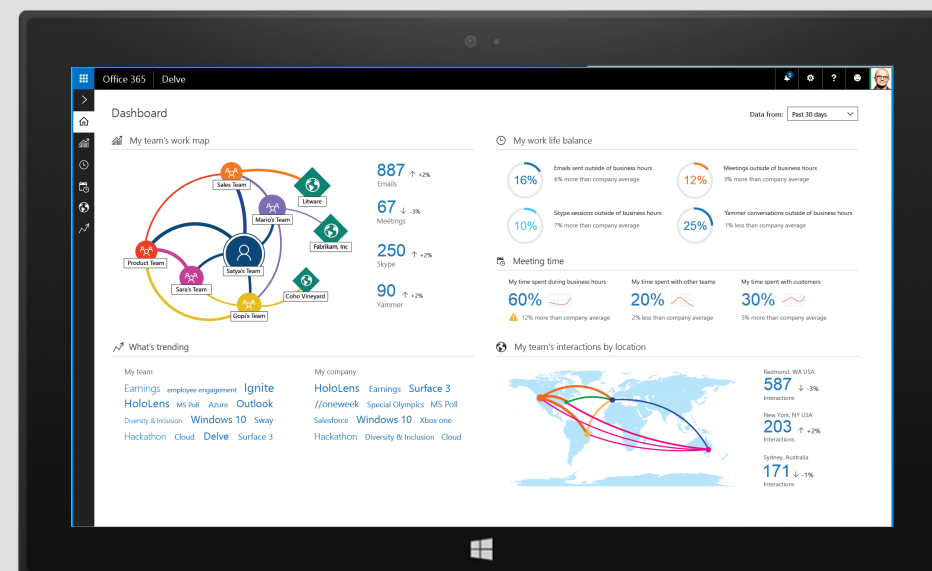 Office 365
Delve
5
?
Dashboard
Data from:
Past 30 days
My team's work map
Sales Team
Litware
Mario's Team
Fabrikam, Inc
Product Team
Satya's Team
Sara's Team
Coho Vineyard
Gopi's Team
887 ↑ +2%
Emails
67 ↓ -3%
Meetings
250 ↑ +2%
Skype
90 ↑ +2%
Yammer
My work life balance
16%
Emails sent outside of business hours
6% more than company average
12%
Meetings outside of business hours
3% more than company average
10%
Skype sessions outside of business hours
7% more than company average
25%
Yammer conversations outside of business hours
1% less than company average
Meeting time
My time spent during business hours
60%
12% more than company average
My time spent with other teams
20%
2% less than company average
My time spent with customers
30%
5% more than company average
What's trending
My team
Earnings employee engagement Ignite
HoloLens MS Poll Azure Outlook
Diversity & Inclusion Windows 10 Sway
Hackathon Cloud Delve Surface 3
My company
HoloLens Earnings Surface 3
//oneweek Special Olympics MS Poll
Salesforce Windows 10 Xbox one
Hackathon Diversity & Inclusion Cloud
My team's interactions by location
Redmond, WA USA
587 ↓ -3%
Interactions
New York, NY USA
203 ↑ +2%
Interactions
Sydney, Australia
171 ↓ -1%
Interactions